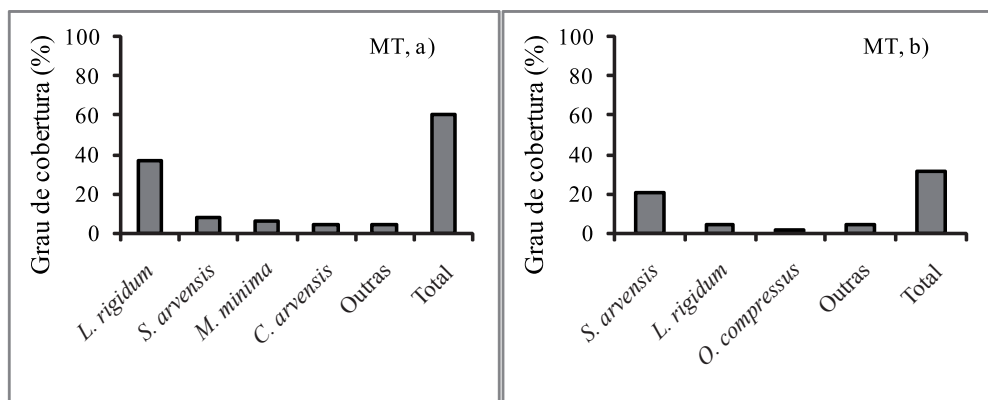 MT, a)
Grau de cobertura (%)
100
80
60
40
20
0
L. rigidum
S. arvensis
M. minima
C. arvensis
Outras
Total
MT, b)
Grau de cobertura (%)
100
80
60
40
20
0
S. arvensis
L. rigidum
O. compressus
Outras
Total